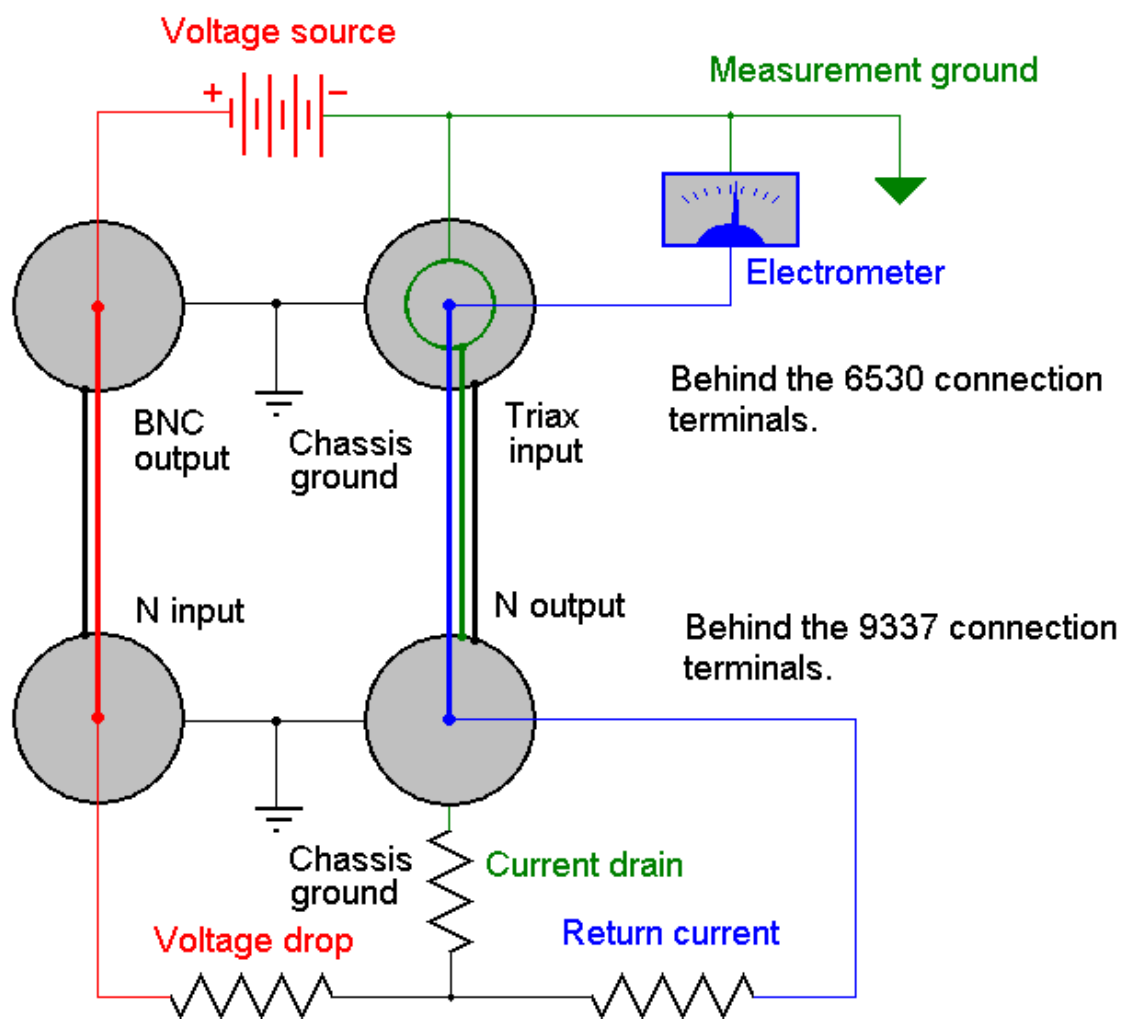 Voltage source
+ −
Measurement ground
Electrometer
Behind the 6530 connection
terminals.
BNC
output
Chassis
ground
Triax
input
N input
N output
Behind the 9337 connection
terminals.
Chassis
ground
Current drain
Voltage drop
Return current